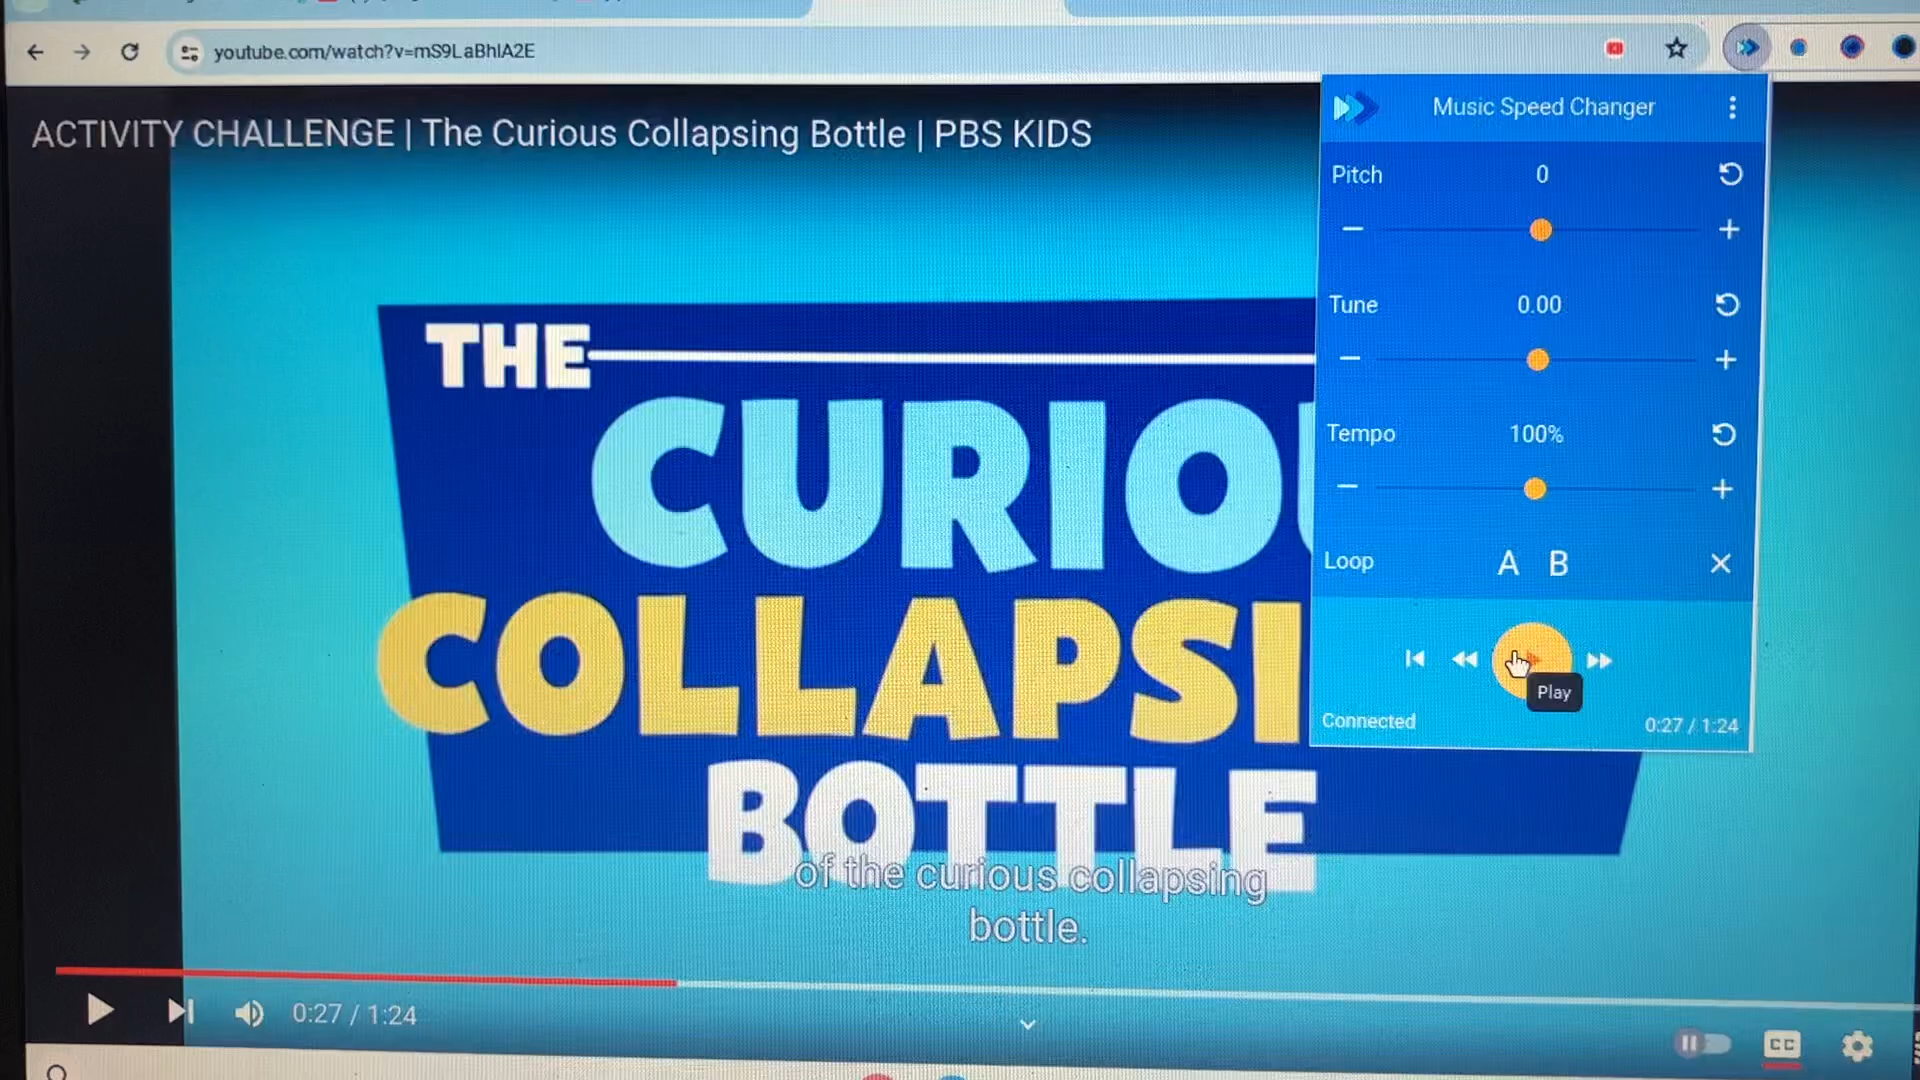 youtube.com/watch?v=mS9LaBhlA2E
ACTIVITY CHALLENGE | The Curious Collapsing Bottle | PBS KIDS
Music Speed Changer
Pitch 0
Tune 0.00
Tempo 100%
Loop A B
Play
Connected 0:27 / 1:24
THE
CURIOU
COLLAPSI
BOTTLE
of the curious collapsing
bottle.
0:27 / 1:24
CC